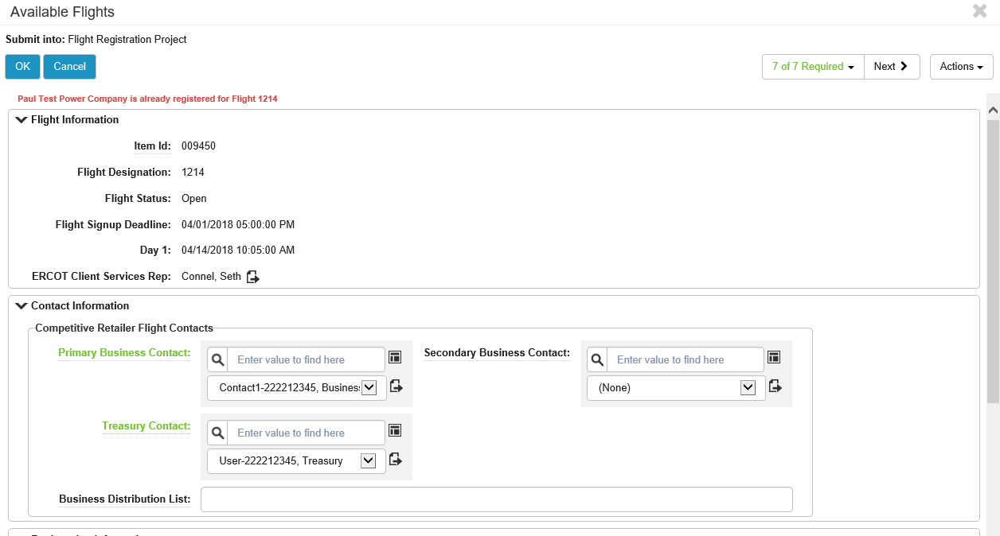 Available Flights
Submit into: Flight Registration Project
OK Cancel 7 of 7 Required Next Actions
Paul Test Power Company is already registered for Flight 1214
Flight Information
Item Id: 009450
Flight Designation: 1214
Flight Status: Open
Flight Signup Deadline: 04/01/2018 05:00:00 PM
Day 1: 04/14/2018 10:05:00 AM
ERCOT Client Services Rep: Connel, Seth
Contact Information
Competitive Retailer Flight Contacts
Primary Business Contact: Enter value to find here Secondary Business Contact: Enter value to find here
Contact1-222212345, Busines (None)
Treasury Contact: Enter value to find here
User-222212345, Treasury
Business Distribution List: